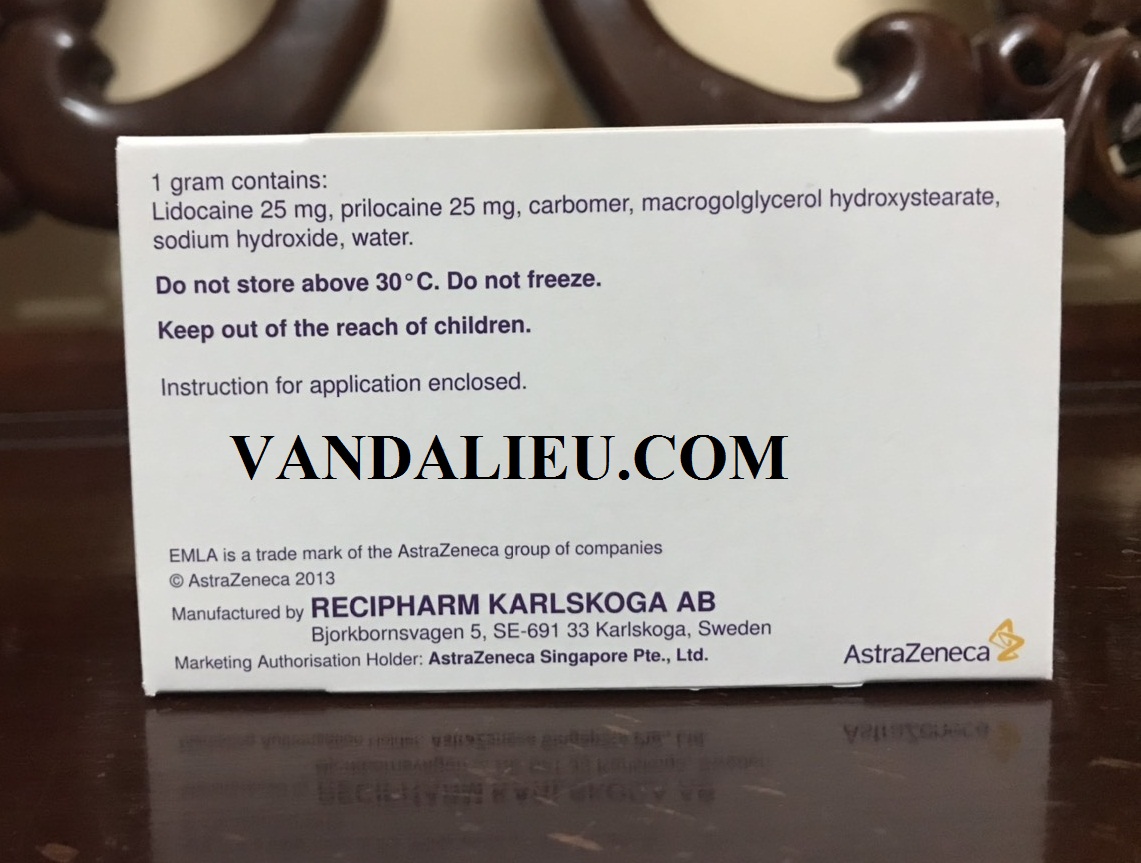 1 gram contains:
Lidocaine 25 mg, prilocaine 25 mg, carbomer, macrogolglycerol hydroxystearate,
sodium hydroxide, water.
Do not store above 30°C. Do not freeze.
Keep out of the reach of children.
Instruction for application enclosed.
VANDALIEU.COM
EMLA is a trade mark of the AstraZeneca group of companies
© AstraZeneca 2013
Manufactured by RECIPHARM KARLSKOGA AB
Bjorkbornsvagen 5, SE-691 33 Karlskoga, Sweden
Marketing Authorisation Holder: AstraZeneca Singapore Pte., Ltd.
AstraZeneca